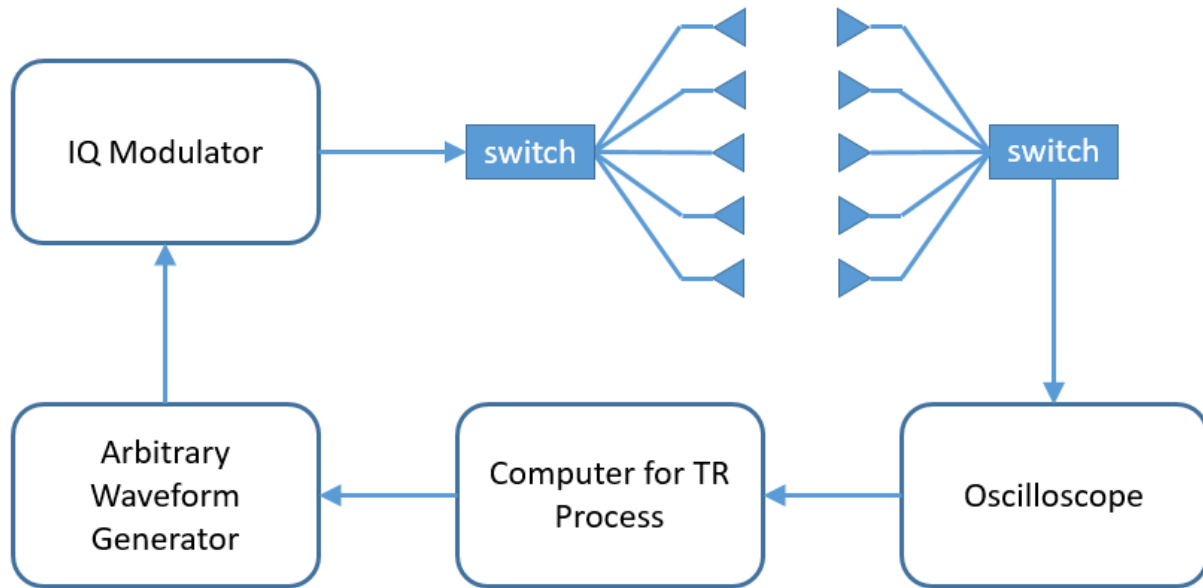 IQ Modulator
switch
switch
Arbitrary
Waveform
Generator
Computer for TR
Process
Oscilloscope